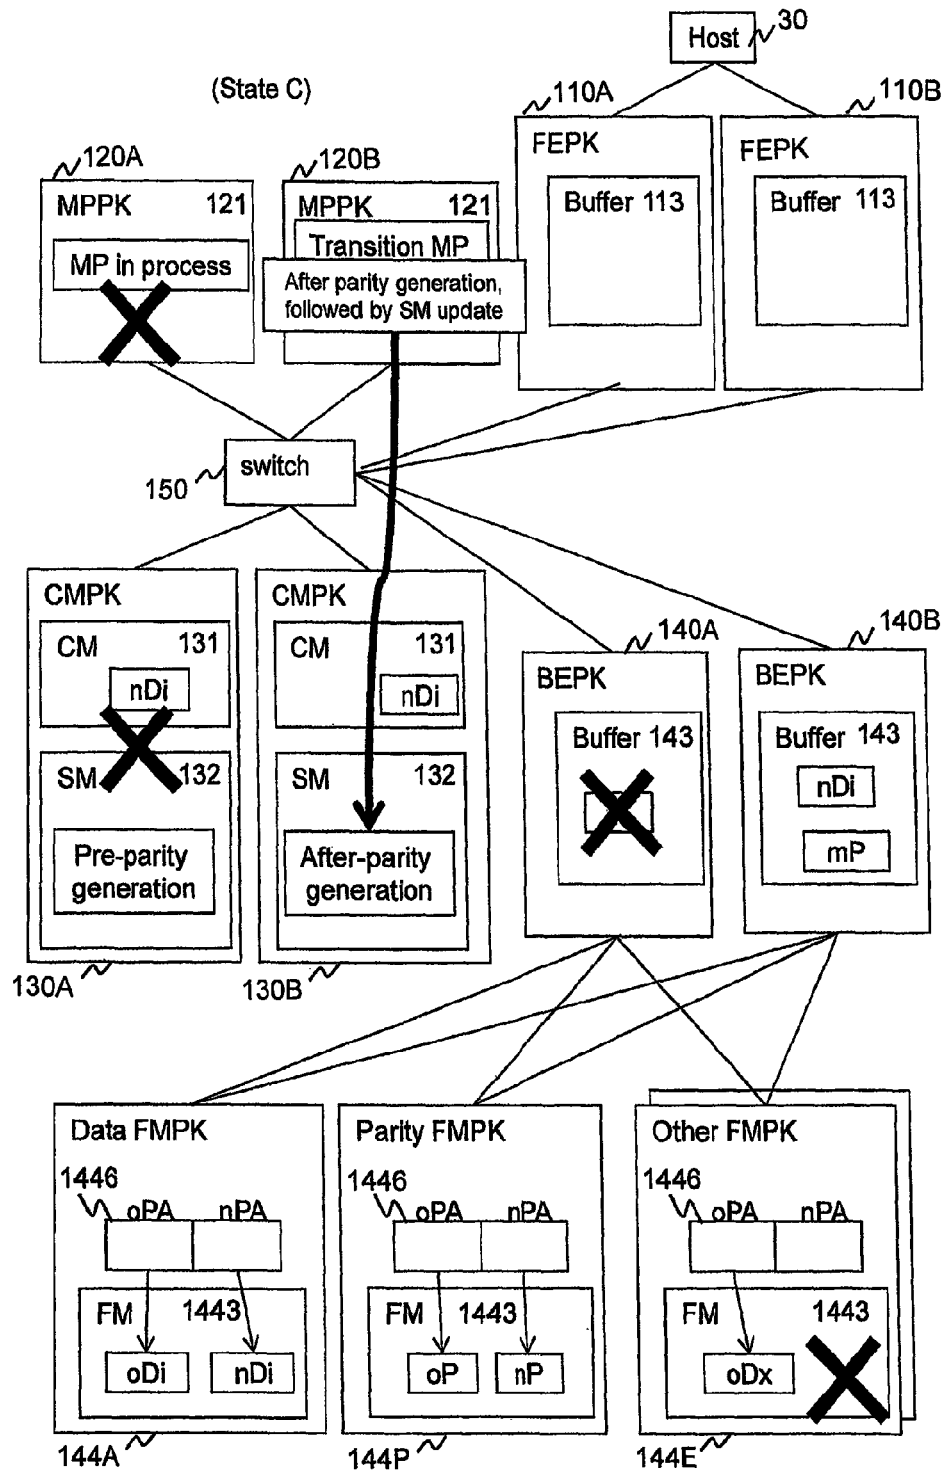 Host
30
(State C)
110A
110B
120A
120B
FEPK
FEPK
MPPK 121
MPPK 121
Buffer 113
Buffer 113
MP in process
Transition MP
After parity generation,
followed by SM update
switch
150
CMPK
CMPK
140A
140B
CM 131
CM 131
BEPK
BEPK
nDi
nDi
Buffer 143
Buffer 143
SM 132
SM 132
nDi
mP
Pre-parity
generation
After-parity
generation
130A
130B
Data FMPK
Parity FMPK
Other FMPK
1446
oPA nPA
1446
oPA nPA
1446
oPA nPA
FM 1443
FM 1443
FM 1443
oDi nDi
oP nP
oDx
144A
144P
144E